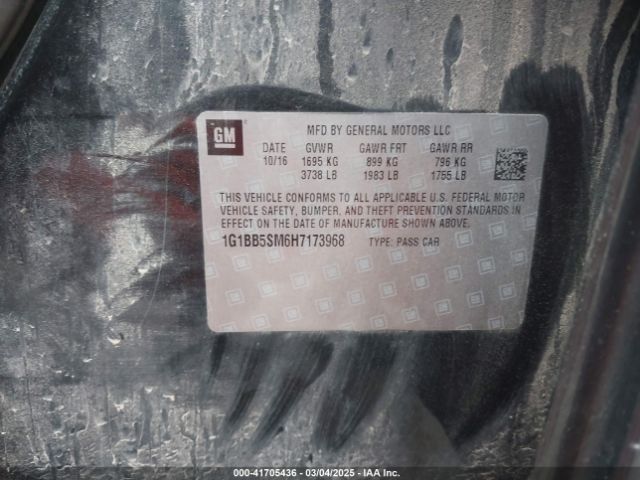 GM
MFD BY GENERAL MOTORS LLC
DATE GVWR GAWR FRT GAWR RR
10/16 1695 KG 899 KG 796 KG
3738 LB 1983 LB 1755 LB
THIS VEHICLE CONFORMS TO ALL APPLICABLE U.S. FEDERAL MOTOR
VEHICLE SAFETY, BUMPER, AND THEFT PREVENTION STANDARDS
IN EFFECT ON THE DATE OF MANUFACTURE SHOWN ABOVE.
1G1BB5SM6H7173968 TYPE: PASS CAR
000-41705436 - 03/04/2025 - IAA Inc.